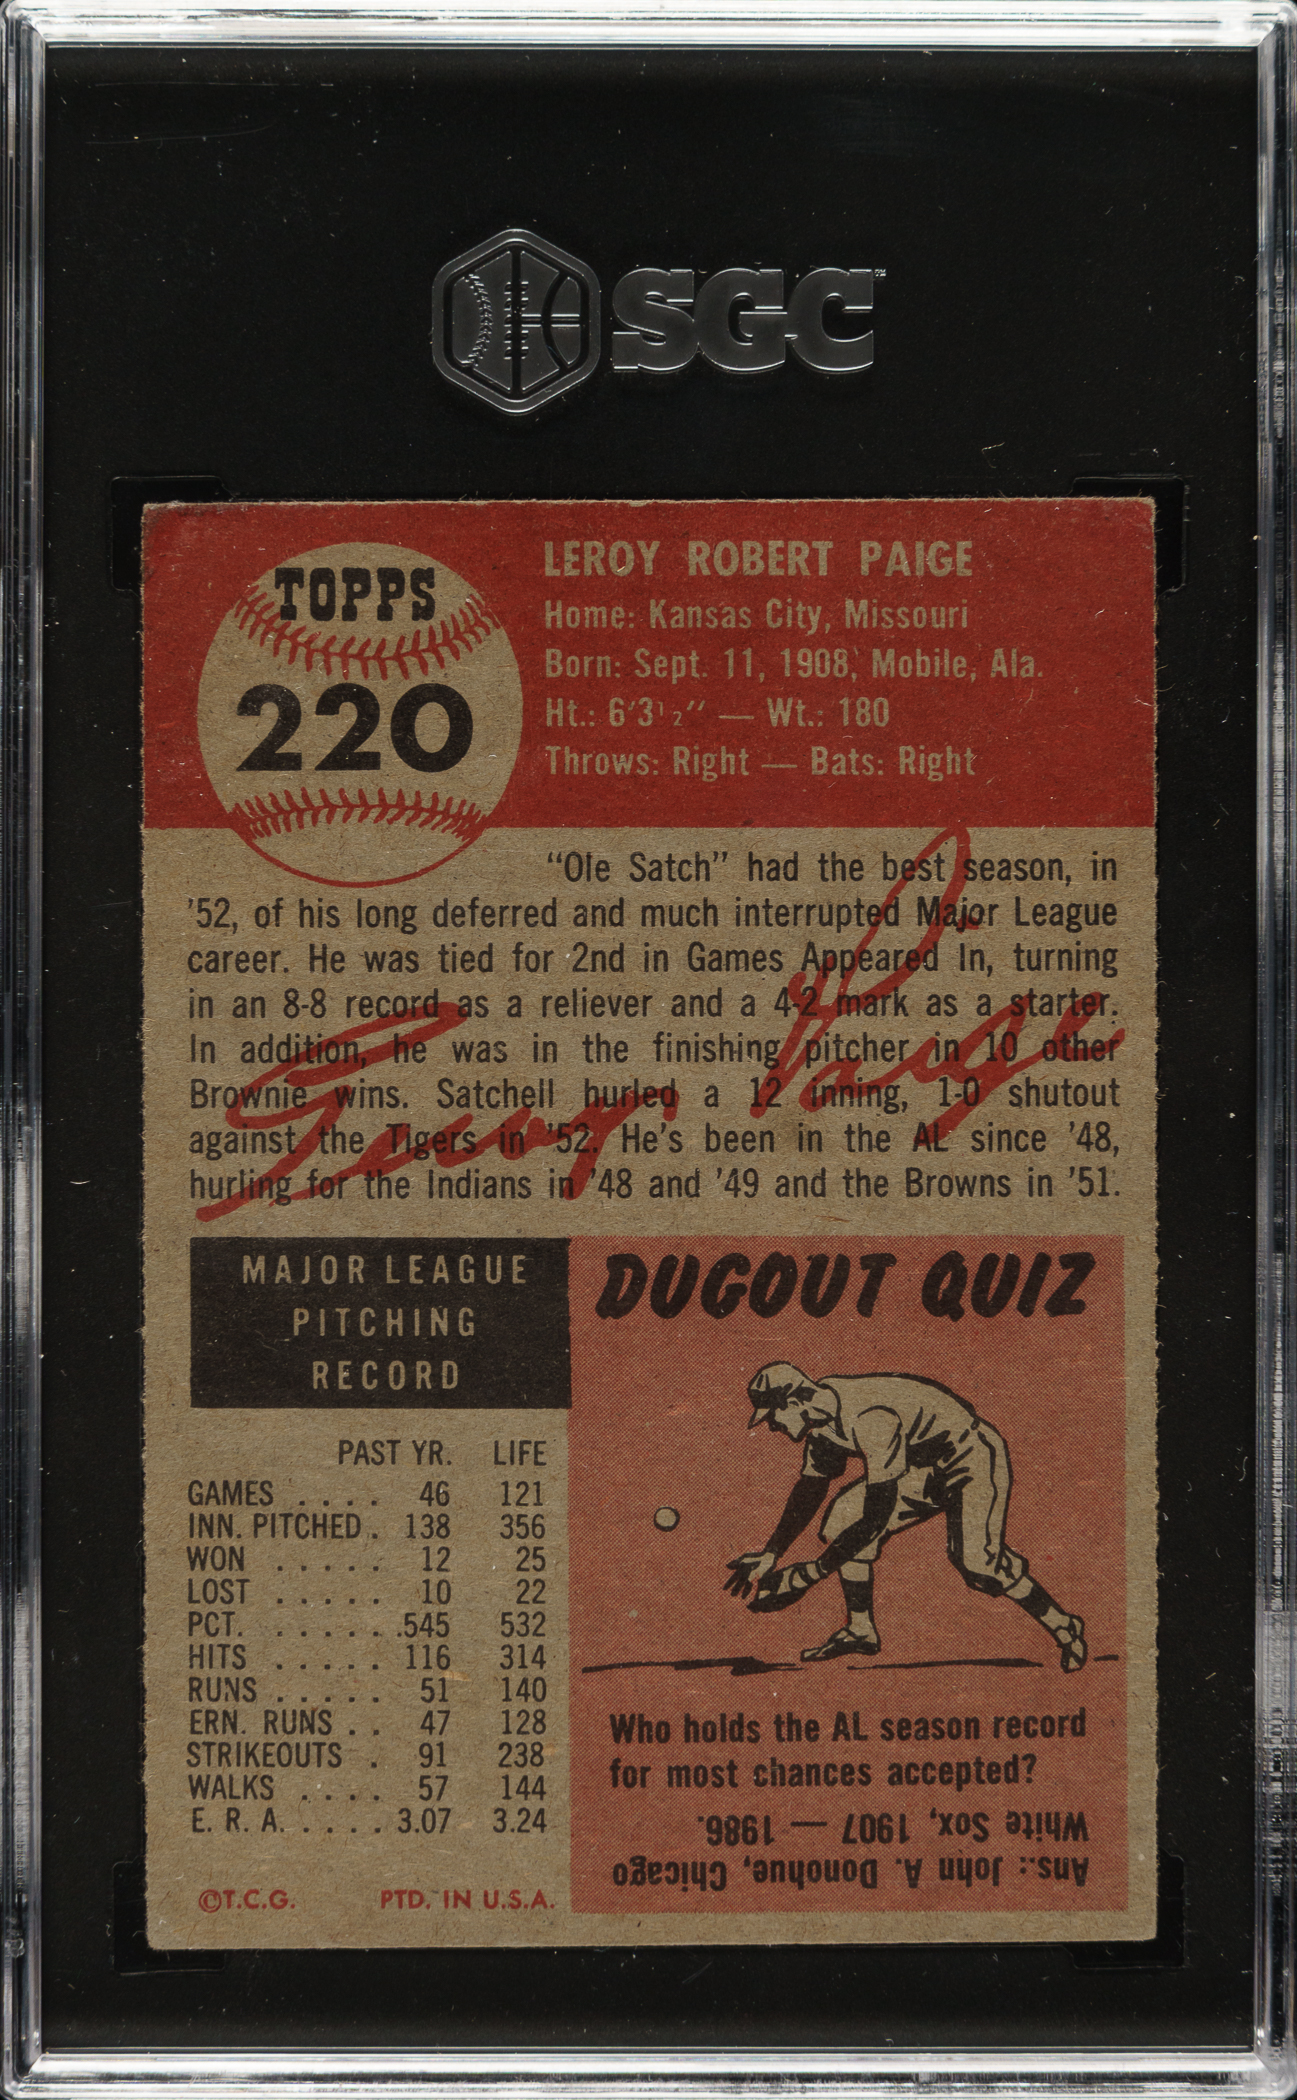 SGC™
TOPPS
220
LEROY ROBERT PAIGE
Home: Kansas City, Missouri
Born: Sept. 11, 1908, Mobile, Ala.
Ht.: 6'3½" — Wt.: 180
Throws: Right — Bats: Right
"Ole Satch" had the best season, in
'52, of his long deferred and much interrupted Major League
career. He was tied for 2nd in Games Appeared In, turning
in an 8-8 record as a reliever and a 4-2 mark as a starter.
In addition, he was in the finishing pitcher in 10 other
Brownie wins. Satchell hurled a 12 inning, 1-0 shutout
against the Tigers in '52. He's been in the AL since '48,
hurling for the Indians in '48 and '49 and the Browns in '51.
Leroy Paige
MAJOR LEAGUE
PITCHING
RECORD
PAST YR. LIFE
GAMES .... 46 121
INN. PITCHED. 138 356
WON ..... 12 25
LOST ..... 10 22
PCT. ...... .545 532
HITS ..... 116 314
RUNS ..... 51 140
ERN. RUNS .. 47 128
STRIKEOUTS . 91 238
WALKS .... 57 144
E. R. A. .... 3.07 3.24
©T.C.G. PTD. IN U.S.A.
DUGOUT QUIZ
Who holds the AL season record
for most chances accepted?
Ans.: John A. Donohue, Chicago
White Sox, 1907 — 1986.